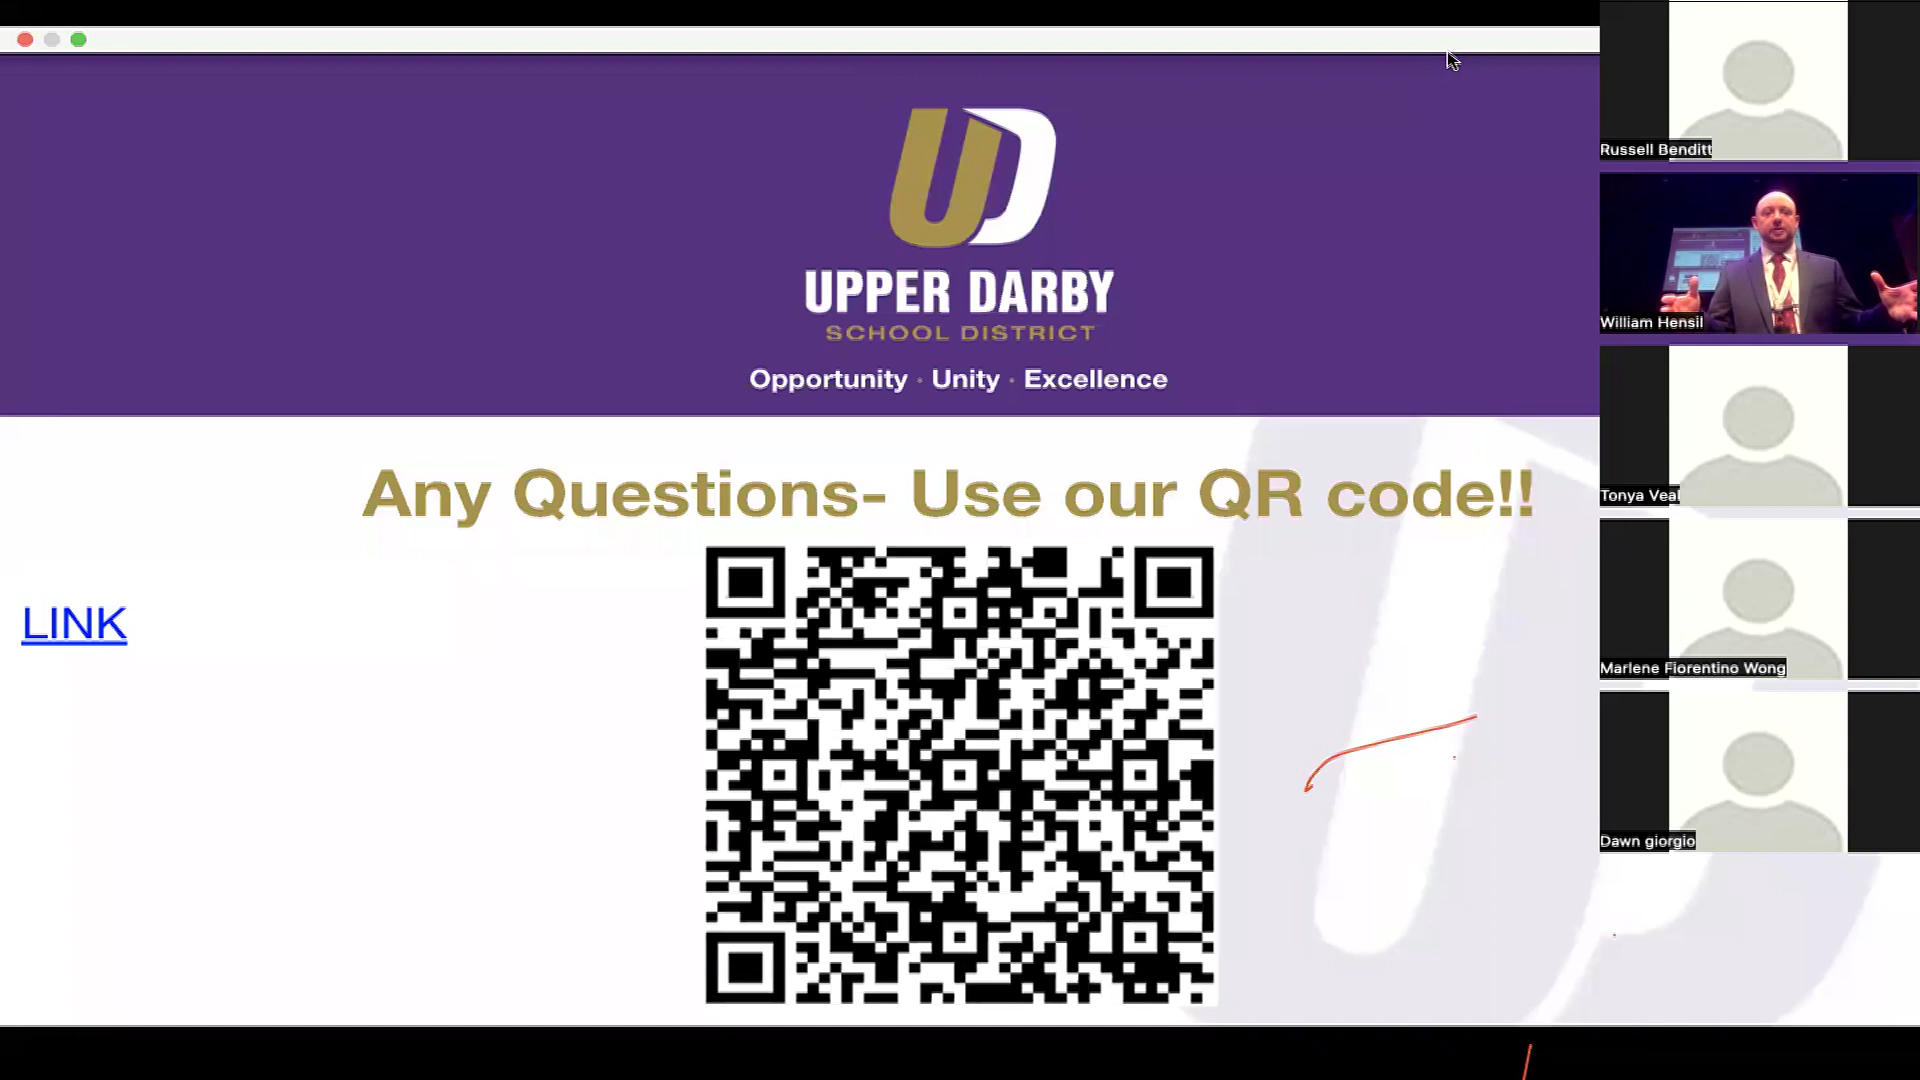 UD
UPPER DARBY
SCHOOL DISTRICT
Opportunity · Unity · Excellence
Any Questions- Use our QR code!!
LINK
Russell Benditt
William Hensil
Tonya Veal
Marlene Fiorentino Wong
Dawn giorgio